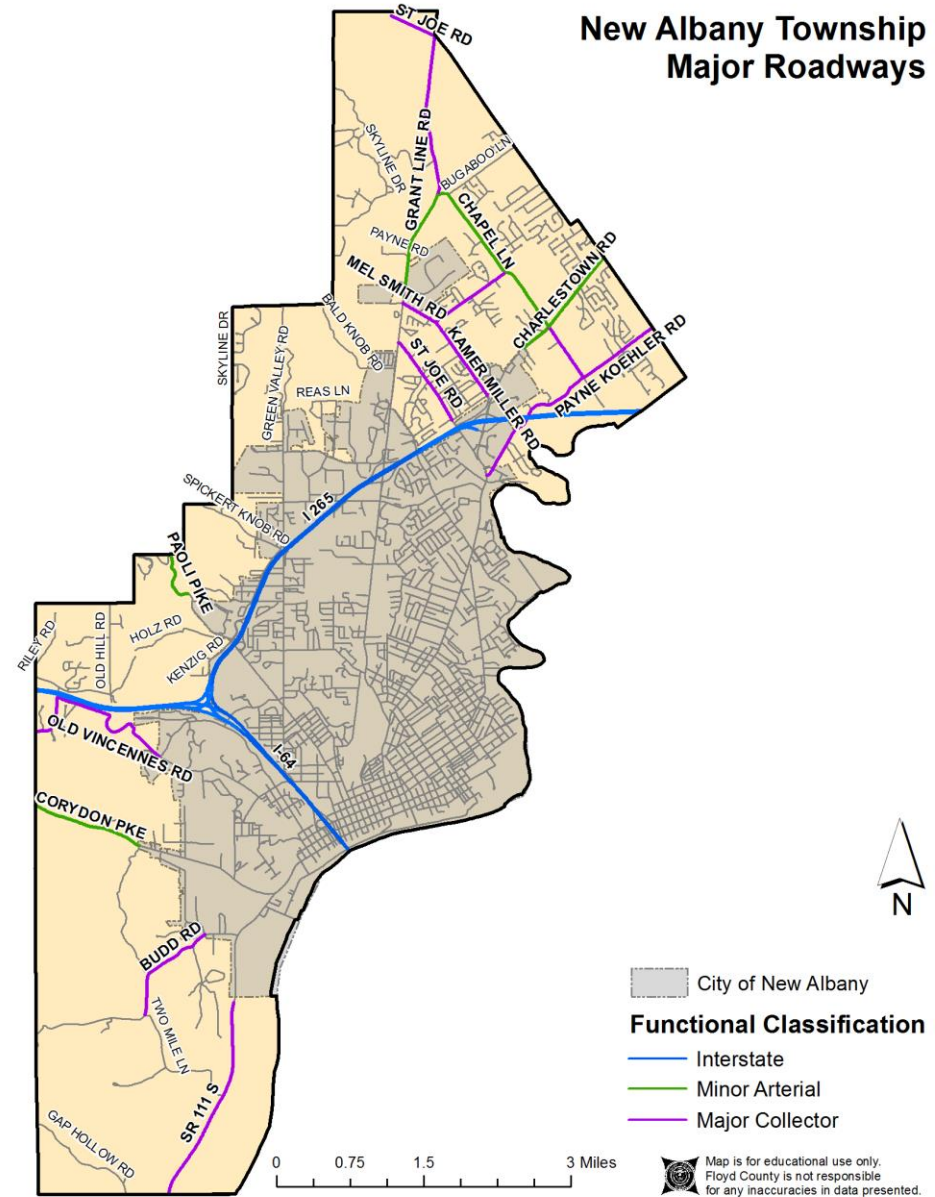 New Albany Township
Major Roadways
ST JOE RD
SKYLINE DR
GRANT LINE RD
BUGABOO LN
CHAPEL LN
PAYNE RD
MEL SMITH RD
CHARLESTOWN RD
BALD KNOB RD
SKYLINE DR
GREEN VALLEY RD
KAMER MILLER RD
ST JOE RD
PAYNE KOEHLER RD
REAS LN
SPICKERT KNOB RD
I 265
PAOLI PIKE
RILEY RD
OLD HILL RD
HOLZ RD
KENZIG RD
OLD VINCENNES RD
I-64
CORYDON PKE
BUDD RD
TWO MILE LN
SR 111 S
GAP HOLLOW RD
N
City of New Albany
Functional Classification
Interstate
Minor Arterial
Major Collector
0 0.75 1.5 3 Miles
Map is for educational use only.
Floyd County is not responsible
for any inaccuracies in data presented.